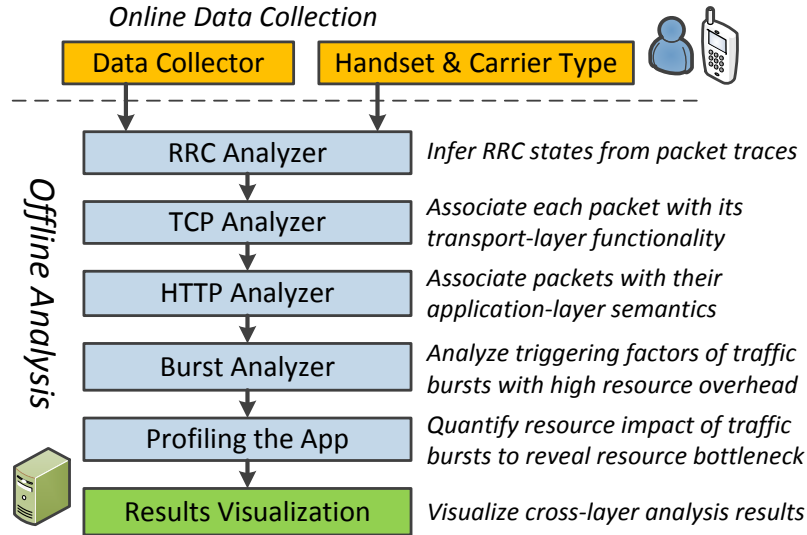 Online Data Collection
Data Collector
Handset & Carrier Type
Offline Analysis
RRC Analyzer
Infer RRC states from packet traces
TCP Analyzer
Associate each packet with its
transport-layer functionality
HTTP Analyzer
Associate packets with their
application-layer semantics
Burst Analyzer
Analyze triggering factors of traffic
bursts with high resource overhead
Profiling the App
Quantify resource impact of traffic
bursts to reveal resource bottleneck
Results Visualization
Visualize cross-layer analysis results